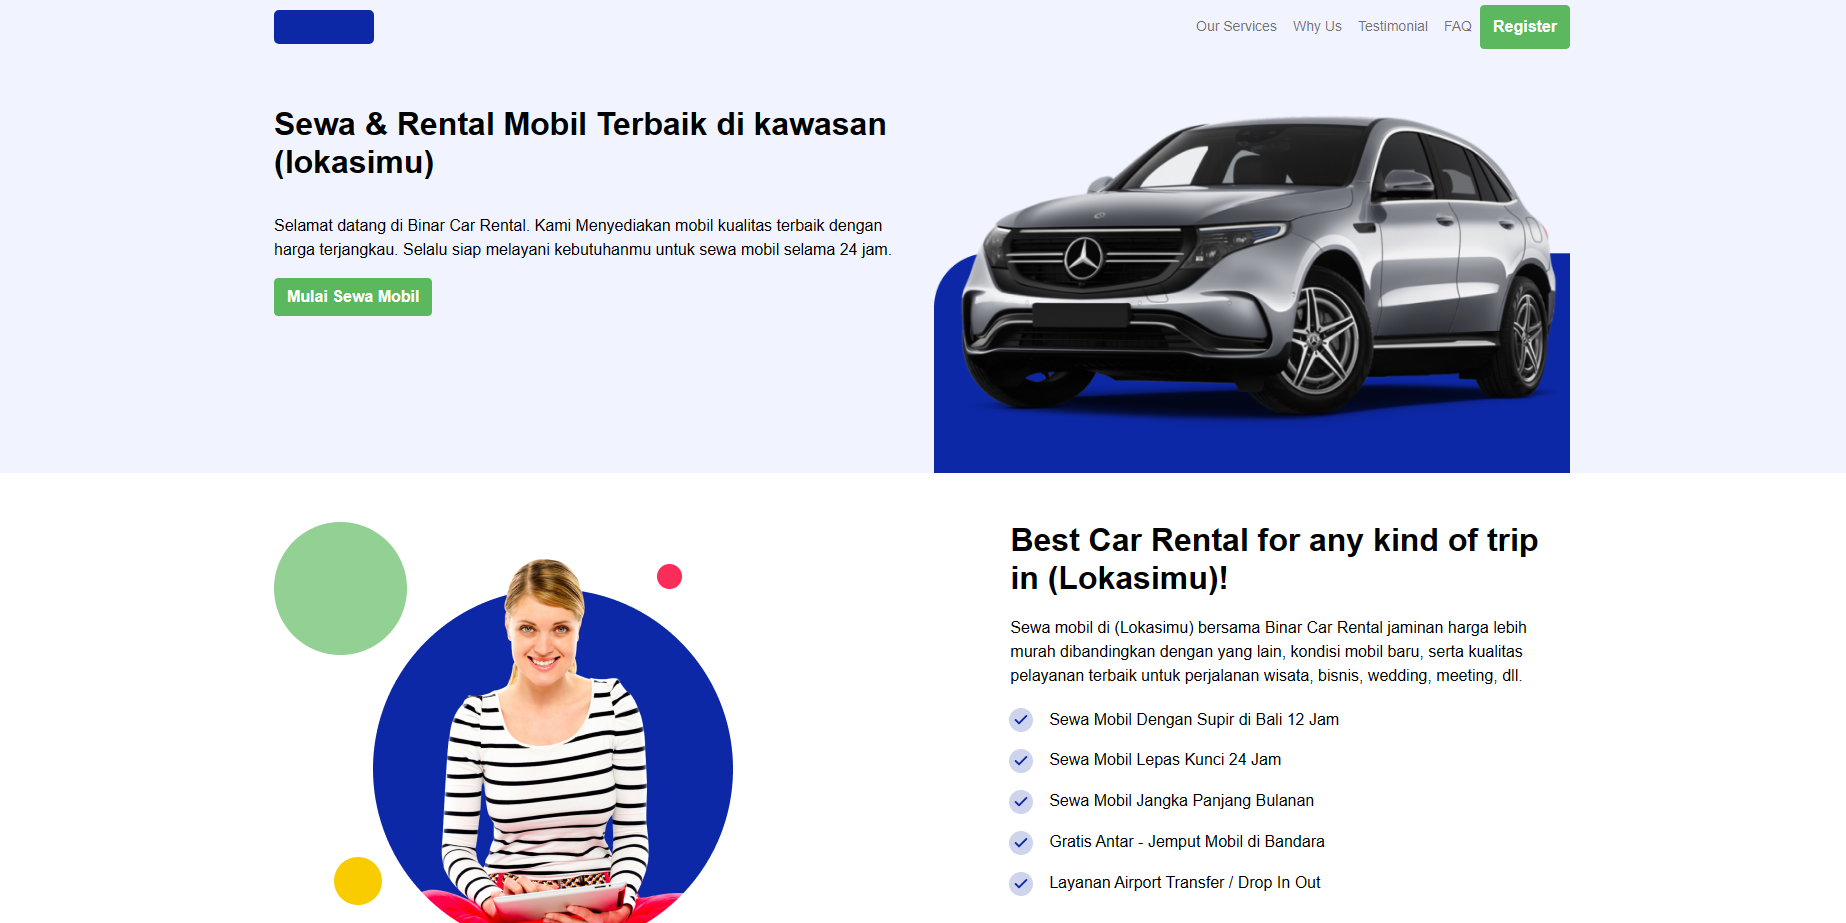 Our Services Why Us Testimonial FAQ Register
Sewa & Rental Mobil Terbaik di kawasan
(lokasimu)
Selamat datang di Binar Car Rental. Kami Menyediakan mobil kualitas terbaik dengan
harga terjangkau. Selalu siap melayani kebutuhanmu untuk sewa mobil selama 24 jam.
Mulai Sewa Mobil
Best Car Rental for any kind of trip
in (Lokasimu)!
Sewa mobil di (Lokasimu) bersama Binar Car Rental jaminan harga lebih
murah dibandingkan dengan yang lain, kondisi mobil baru, serta kualitas
pelayanan terbaik untuk perjalanan wisata, bisnis, wedding, meeting, dll.
Sewa Mobil Dengan Supir di Bali 12 Jam
Sewa Mobil Lepas Kunci 24 Jam
Sewa Mobil Jangka Panjang Bulanan
Gratis Antar - Jemput Mobil di Bandara
Layanan Airport Transfer / Drop In Out